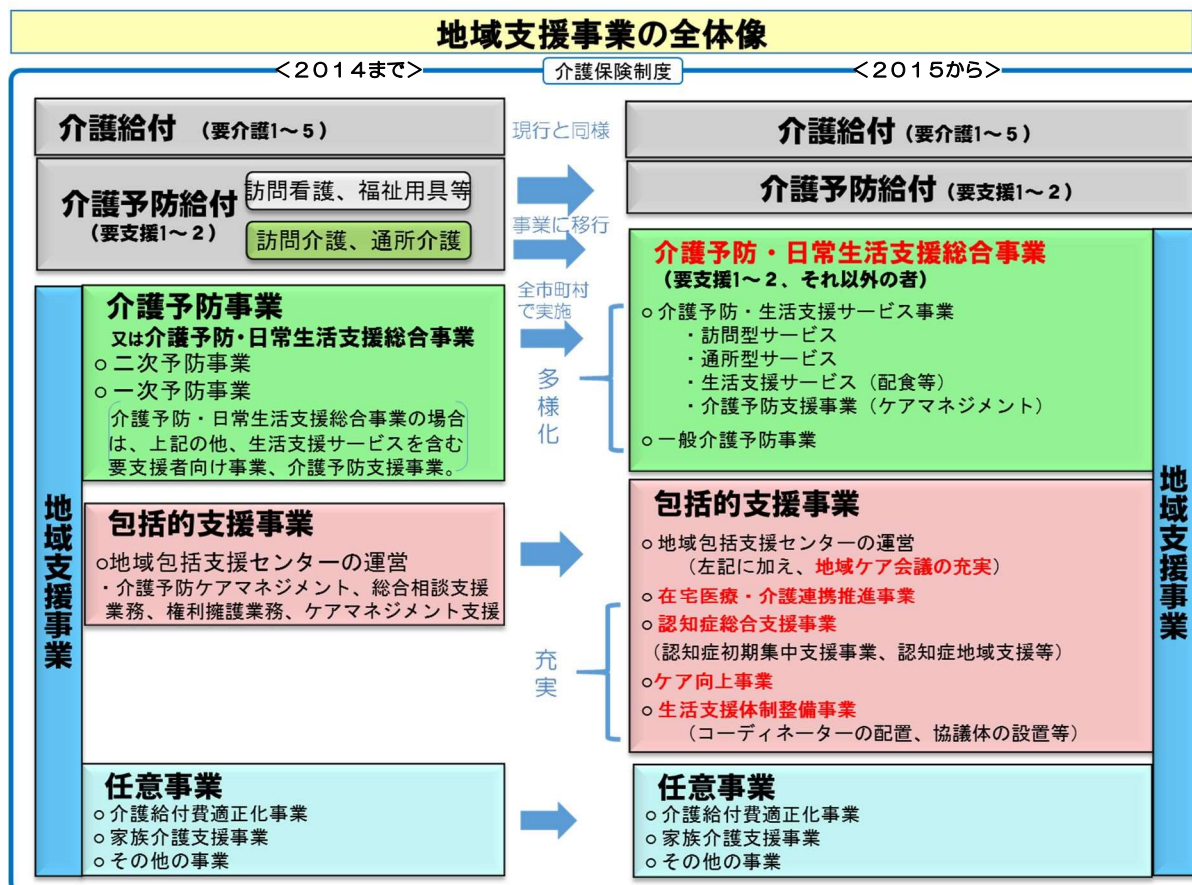 地域支援事業の全体像
<2014まで>
介護保険制度
<2015から>
介護給付 (要介護1~5)
介護予防給付
(要支援1~2)
訪問看護、福祉用具等
訪問介護、通所介護
地域支援事業
介護予防事業
又は介護予防・日常生活支援総合事業
○二次予防事業
○一次予防事業
介護予防・日常生活支援総合事業の場合
は、上記の他、生活支援サービスを含む
要支援者向け事業、介護予防支援事業。
包括的支援事業
○地域包括支援センターの運営
・介護予防ケアマネジメント、総合相談支援
業務、権利擁護業務、ケアマネジメント支援
任意事業
○介護給付費適正化事業
○家族介護支援事業
○その他の事業
現行と同様
事業に移行
全市町村
で実施
多様化
充実
介護給付 (要介護1~5)
介護予防給付 (要支援1~2)
介護予防・日常生活支援総合事業
(要支援1~2、それ以外の者)
○介護予防・生活支援サービス事業
・訪問型サービス
・通所型サービス
・生活支援サービス(配食等)
・介護予防支援事業(ケアマネジメント)
○一般介護予防事業
包括的支援事業
○地域包括支援センターの運営
(左記に加え、地域ケア会議の充実)
○在宅医療・介護連携推進事業
○認知症総合支援事業
(認知症初期集中支援事業、認知症地域支援等)
○ケア向上事業
○生活支援体制整備事業
(コーディネーターの配置、協議体の設置等)
任意事業
○介護給付費適正化事業
○家族介護支援事業
○その他の事業
地域支援事業